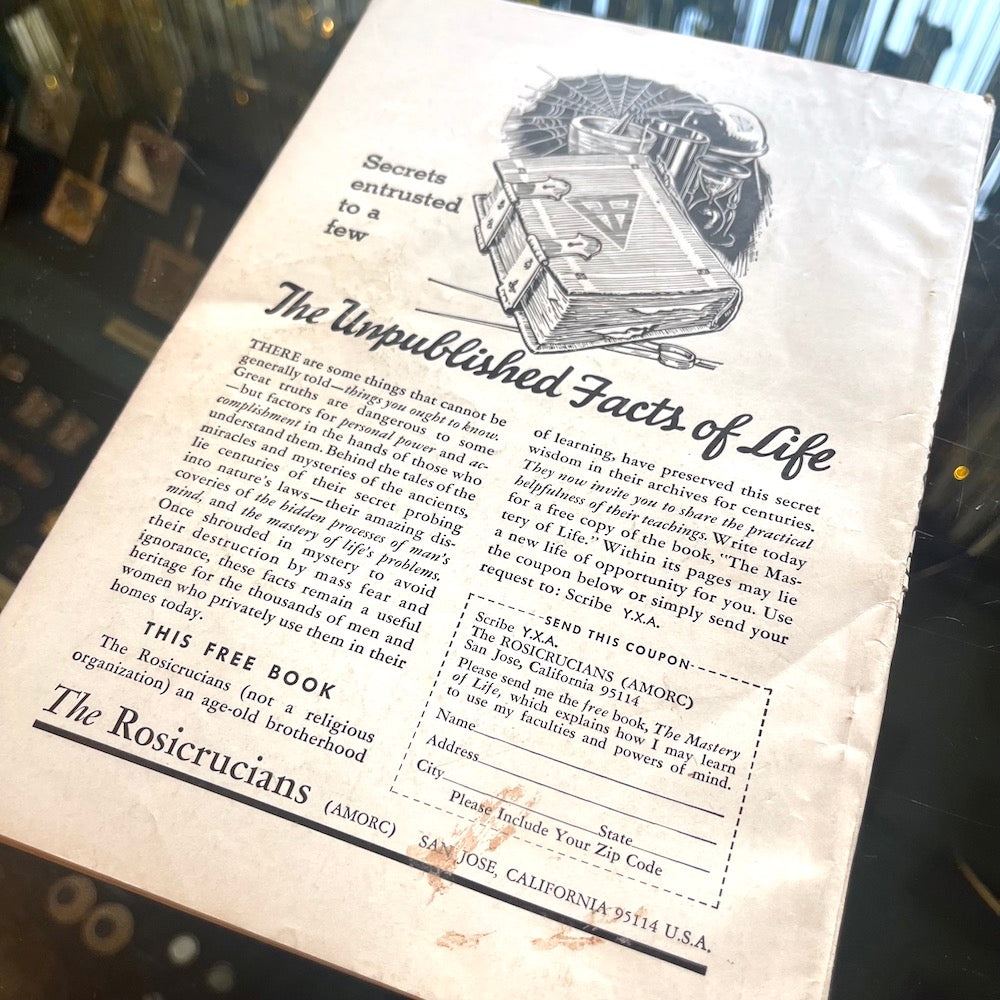 Secrets
entrusted
to a
few
The Unpublished Facts of Life
THERE are some things that cannot be
generally told—things you ought to know.
Great truths are dangerous to some
—but factors for personal power and ac-
complishment in the hands of those who
understand them. Behind the tales of the
miracles and mysteries of the ancients,
lie centuries of their secret probing
into nature's laws—their amazing dis-
coveries of the hidden processes of man's
mind, and the mastery of life's problems.
Once shrouded in mystery to avoid
their destruction by mass fear and
ignorance, these facts remain a useful
heritage for the thousands of men and
women who privately use them in their
homes today.
THIS FREE BOOK
The Rosicrucians (not a religious
organization) an age-old brotherhood
of learning, have preserved this secret
wisdom in their archives for centuries.
They now invite you to share the practical
helpfulness of their teachings. Write today
for a free copy of the book, "The Mas-
tery of Life." Within its pages may lie
a new life of opportunity for you. Use
the coupon below or simply send your
request to: Scribe Y.X.A.
SEND THIS COUPON
Scribe Y.X.A.
The ROSICRUCIANS (AMORC)
San Jose, California 95114
Please send me the free book, The Mastery
of Life, which explains how I may learn
to use my faculties and powers of mind.
Name
Address
City
State
Please Include Your Zip Code
The Rosicrucians (AMORC) SAN JOSE, CALIFORNIA 95114 U.S.A.